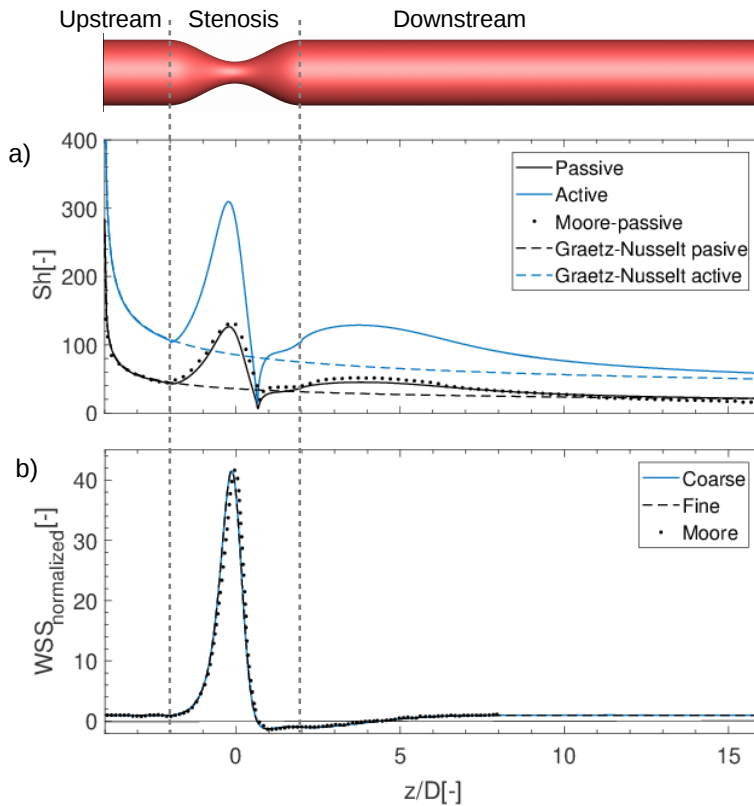 Upstream Stenosis Downstream
a)
400
300
200
100
0
Sh[-]
Passive
Active
Moore-passive
Graetz-Nusselt pasive
Graetz-Nusselt active
b)
40
30
20
10
0
WSSnormalized[-]
Coarse
Fine
Moore
0 5 10 15
z/D[-]